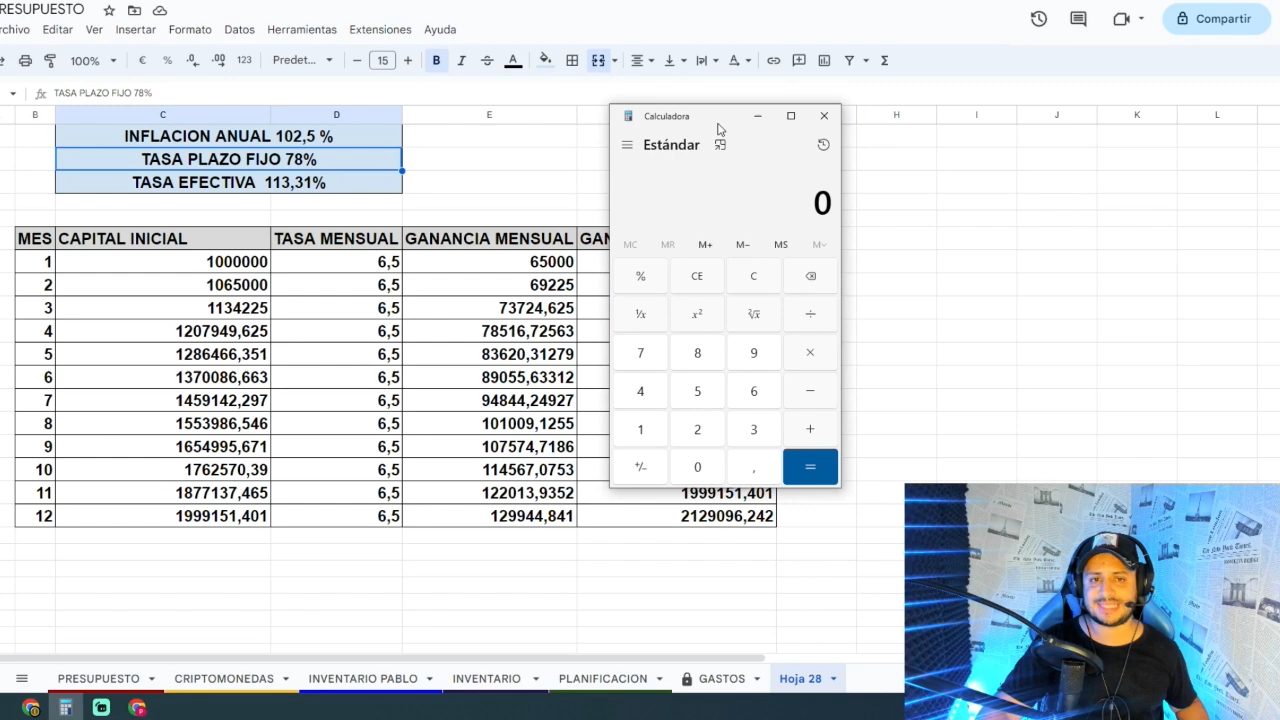 RESUPUESTO
rchivo Editar Ver Insertar Formato Datos Herramientas Extensiones Ayuda
Compartir
100% € % .0 .00 123 Predet... 15 B I S A
fx TASA PLAZO FIJO 78%
B C D E H I J K L
INFLACION ANUAL 102,5 %
TASA PLAZO FIJO 78%
TASA EFECTIVA 113,31%
MES CAPITAL INICIAL TASA MENSUAL GANANCIA MENSUAL GAN
1 1000000 6,5 65000
2 1065000 6,5 69225
3 1134225 6,5 73724,625
4 1207949,625 6,5 78516,72563
5 1286466,351 6,5 83620,31279
6 1370086,663 6,5 89055,63312
7 1459142,297 6,5 94844,24927
8 1553986,546 6,5 101009,1255
9 1654995,671 6,5 107574,7186
10 1762570,39 6,5 114567,0753
11 1877137,465 6,5 122013,9352 1999151,401
12 1999151,401 6,5 129944,841 2129096,242
Calculadora
Estándar
0
MC MR M+ M− MS M˅
% CE C
¹/x x² ²√x ÷
7 8 9 ×
4 5 6 −
1 2 3 +
+/− 0 , =
PRESUPUESTO CRIPTOMONEDAS INVENTARIO PABLO INVENTARIO PLANIFICACION GASTOS Hoja 28